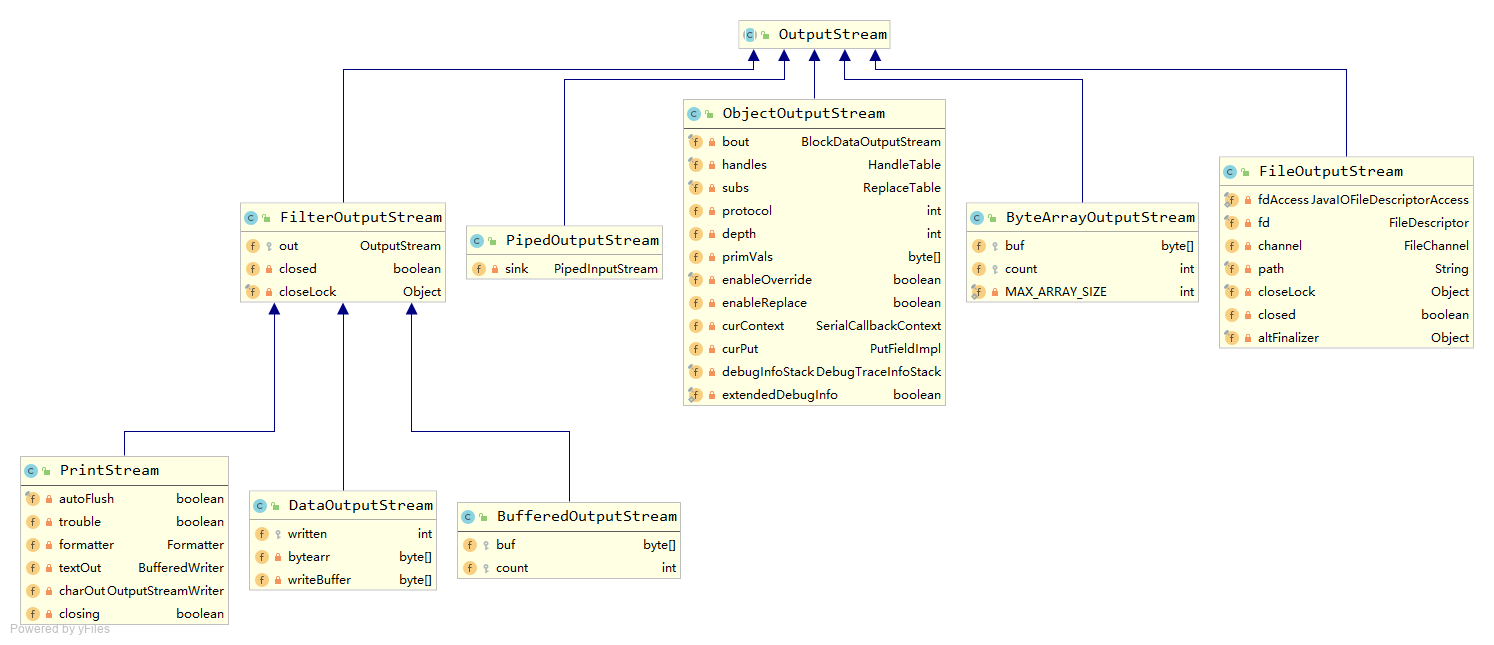 OutputStream
ObjectOutputStream
bout BlockDataOutputStream
handles HandleTable
subs ReplaceTable
protocol int
depth int
primVals byte[]
enableOverride boolean
enableReplace boolean
curContext SerialCallbackContext
curPut PutFieldImpl
debugInfoStack DebugTraceInfoStack
extendedDebugInfo boolean
FileOutputStream
fdAccess JavaIOFileDescriptorAccess
fd FileDescriptor
channel FileChannel
path String
closeLock Object
closed boolean
altFinalizer Object
FilterOutputStream
out OutputStream
closed boolean
closeLock Object
PipedOutputStream
sink PipedInputStream
ByteArrayOutputStream
buf byte[]
count int
MAX_ARRAY_SIZE int
PrintStream
autoFlush boolean
trouble boolean
formatter Formatter
textOut BufferedWriter
charOut OutputStreamWriter
closing boolean
DataOutputStream
written int
bytearr byte[]
writeBuffer byte[]
BufferedOutputStream
buf byte[]
count int
Powered by yFiles